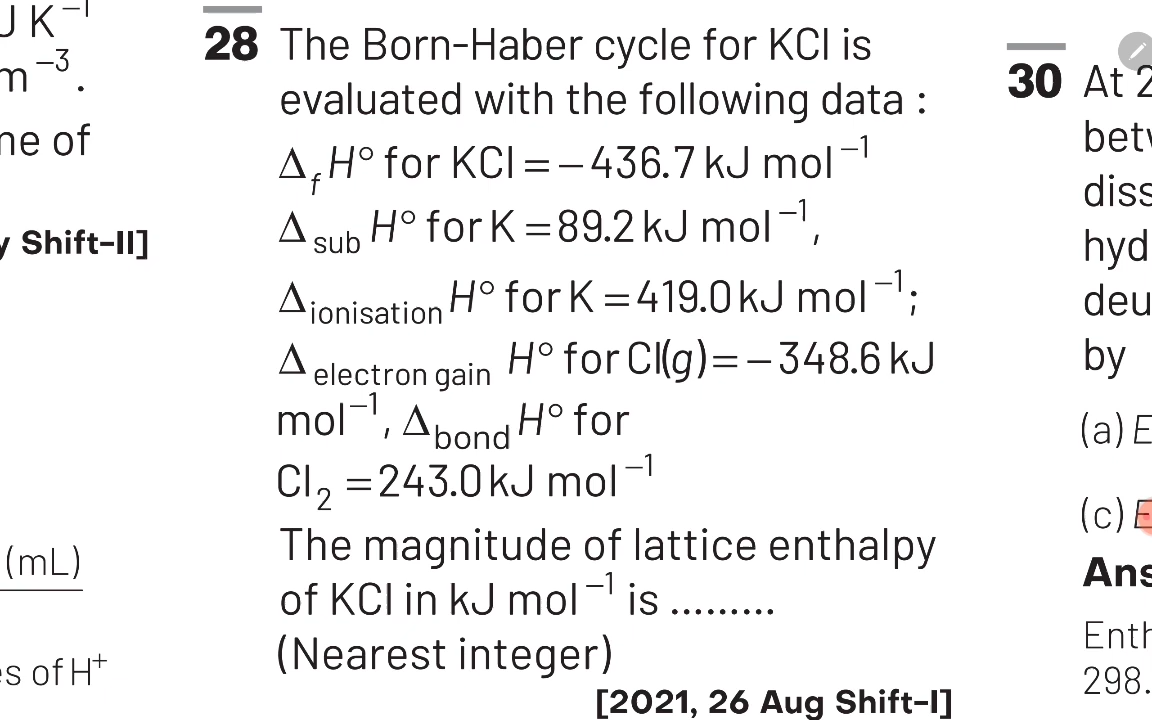 J K⁻¹
m⁻³.
ne of
y Shift-II]
(mL)
es of H⁺
28 The Born-Haber cycle for KCl is
evaluated with the following data :
Δ_f H° for KCl = – 436.7 kJ mol⁻¹
Δ_sub H° for K = 89.2 kJ mol⁻¹,
Δ_ionisation H° for K = 419.0 kJ mol⁻¹;
Δ_electron gain H° for Cl(g) = – 348.6 kJ
mol⁻¹, Δ_bond H° for
Cl₂ = 243.0 kJ mol⁻¹
The magnitude of lattice enthalpy
of KCl in kJ mol⁻¹ is .........
(Nearest integer)
[2021, 26 Aug Shift-I]
30 At 2
betw
diss
hyd
deu
by
(a) E
(c) E
Ans
Enth
298.